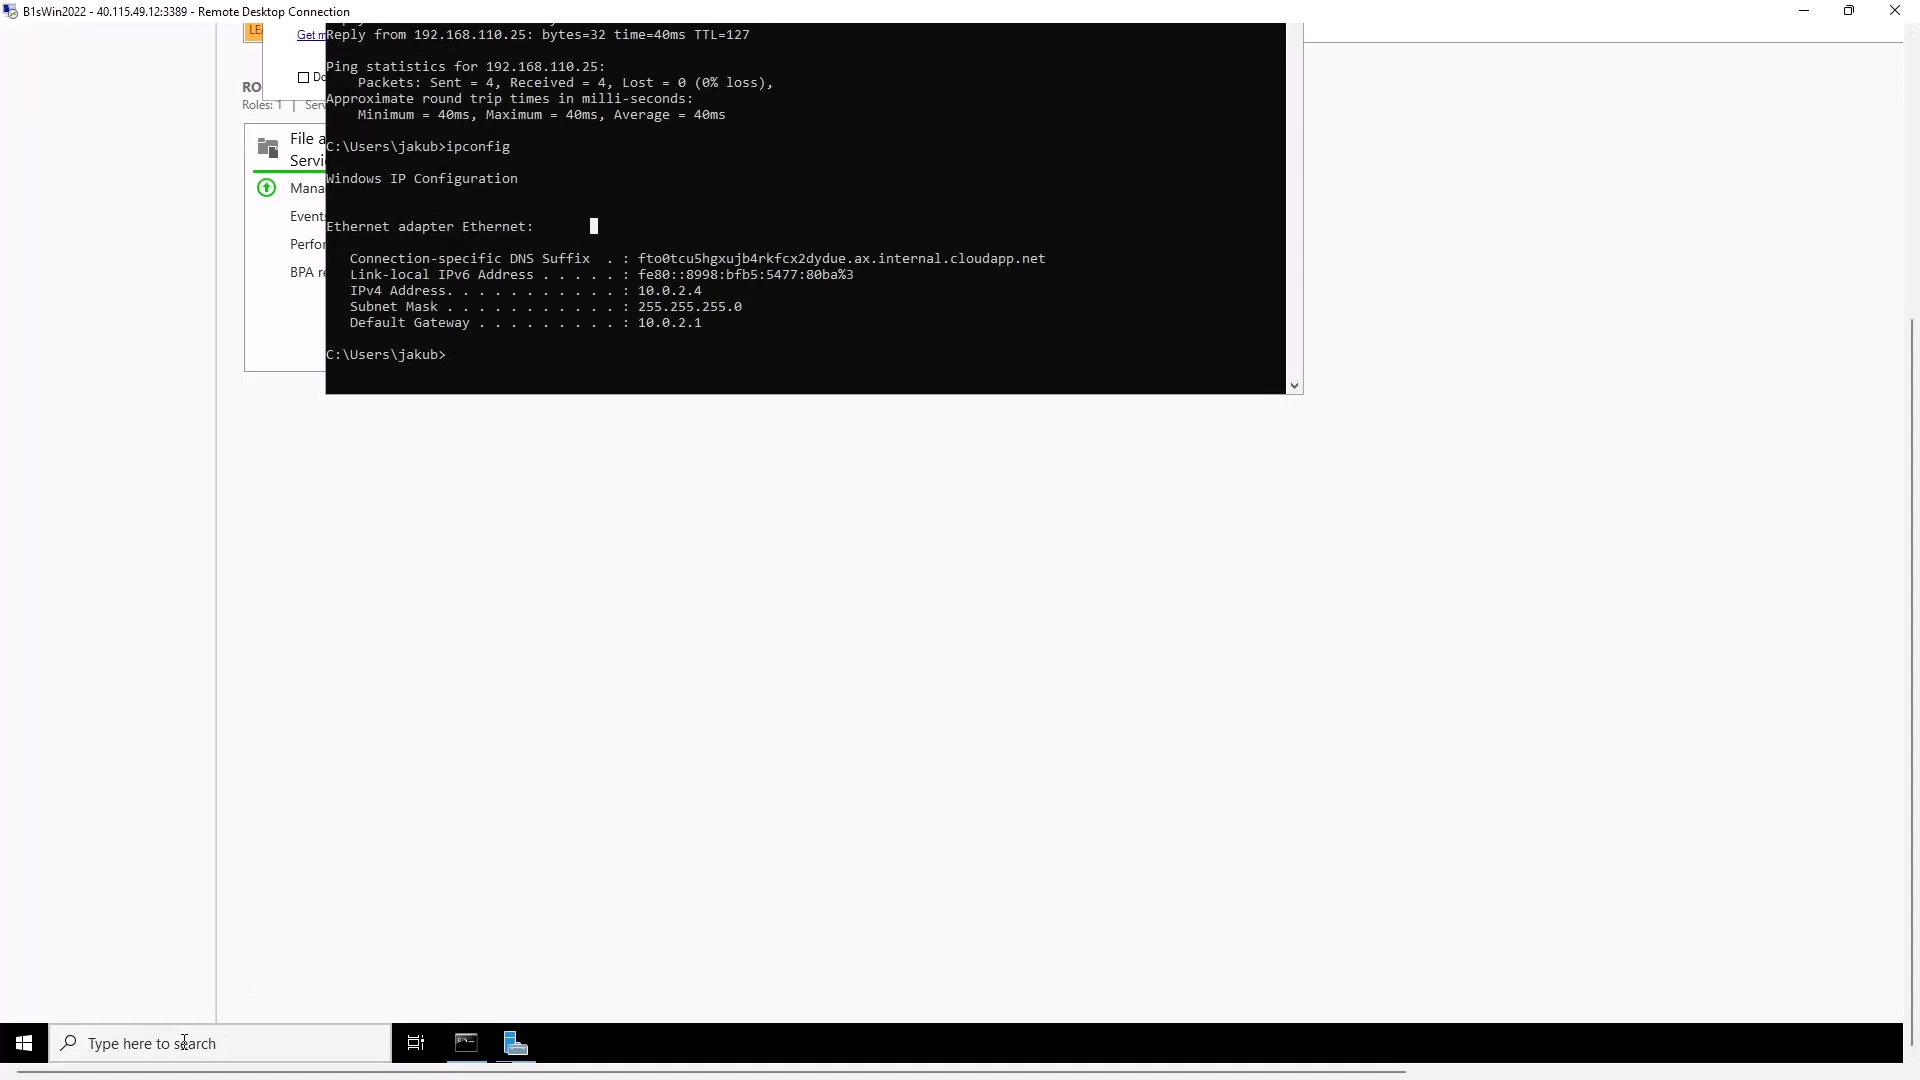 B1sWin2022 - 40.115.49.12:3389 - Remote Desktop Connection
LEA
Get m
Do
RO
Roles: 1 | Serv
File a
Servi
Mana
Events
Perfor
BPA re
Reply from 192.168.110.25: bytes=32 time=40ms TTL=127
Ping statistics for 192.168.110.25:
Packets: Sent = 4, Received = 4, Lost = 0 (0% loss),
Approximate round trip times in milli-seconds:
Minimum = 40ms, Maximum = 40ms, Average = 40ms
C:\Users\jakub>ipconfig
Windows IP Configuration
Ethernet adapter Ethernet:
Connection-specific DNS Suffix  . : fto0tcu5hgxujb4rkfcx2dydue.ax.internal.cloudapp.net
Link-local IPv6 Address . . . . . : fe80::8998:bfb5:5477:80ba%3
IPv4 Address. . . . . . . . . . . : 10.0.2.4
Subnet Mask . . . . . . . . . . . : 255.255.255.0
Default Gateway . . . . . . . . . : 10.0.2.1
C:\Users\jakub>
Type here to search